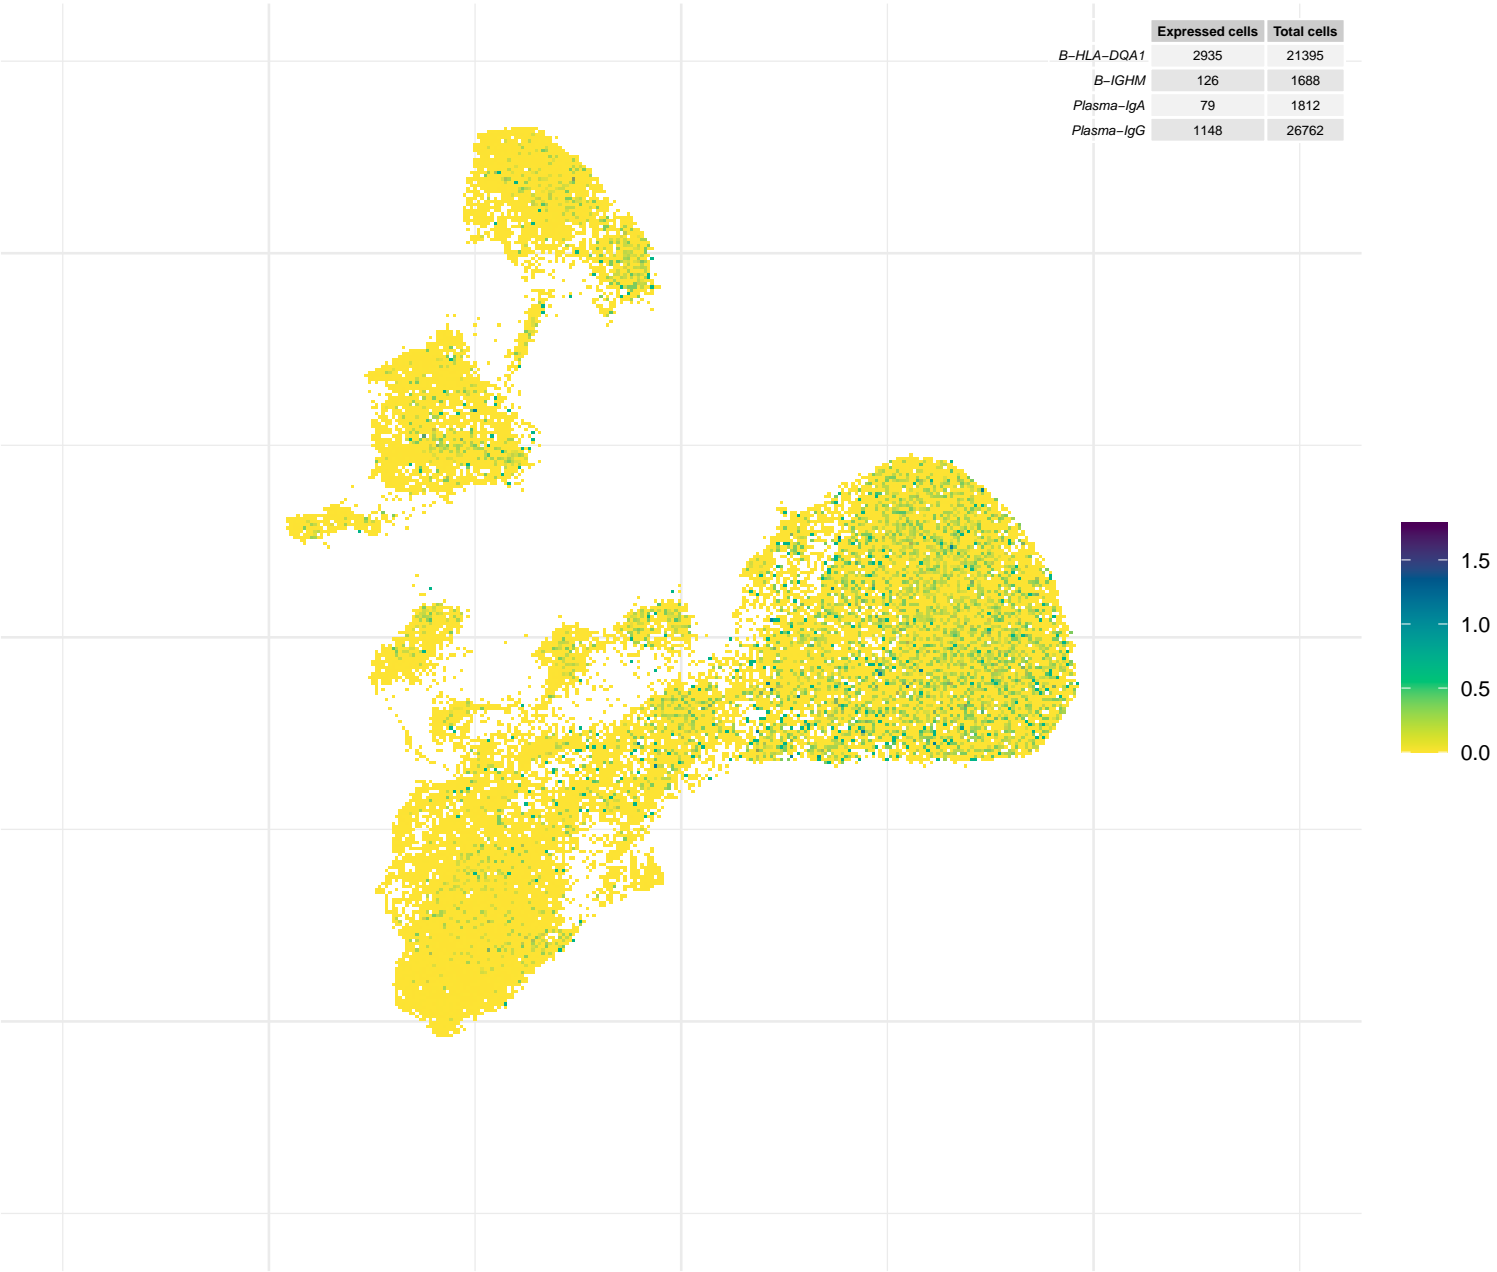 Expressed cells Total cells
B−HLA−DQA1 2935 21395
B−IGHM 126 1688
Plasma−IgA 79 1812
Plasma−IgG 1148 26762
1.5
1.0
0.5
0.0